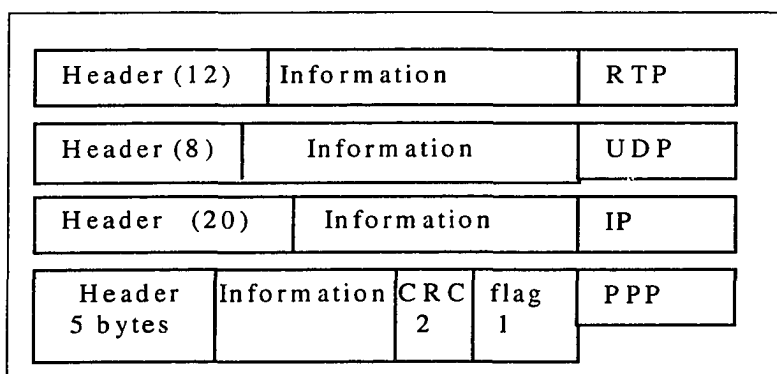 Header (12) Information RTP
Header (8) Information UDP
Header (20) Information IP
Header Information CRC flag PPP
5 bytes 2 1